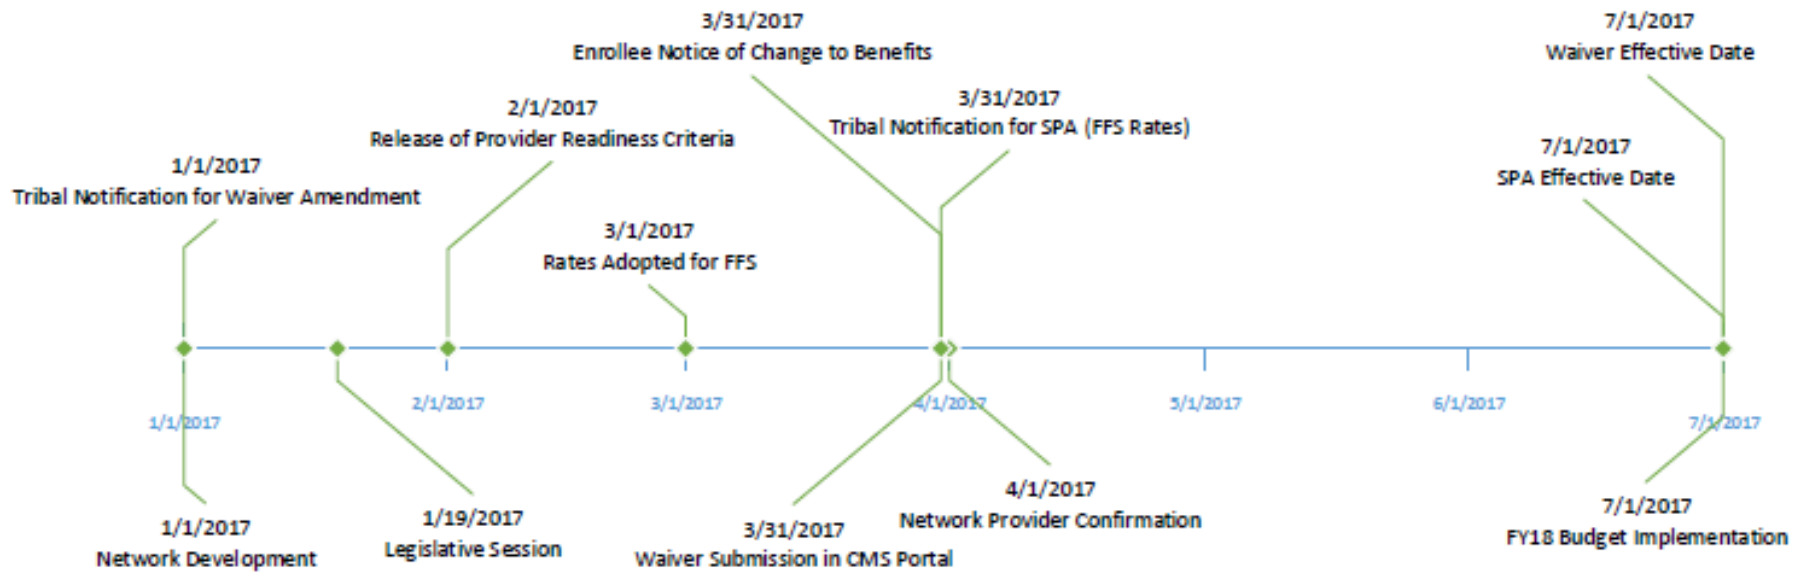 3/31/2017
Enrollee Notice of Change to Benefits
7/1/2017
Waiver Effective Date
2/1/2017
Release of Provider Readiness Criteria
3/31/2017
Tribal Notification for SPA (FFS Rates)
1/1/2017
Tribal Notification for Waiver Amendment
7/1/2017
SPA Effective Date
3/1/2017
Rates Adopted for FFS
1/1/2017
2/1/2017
3/1/2017
4/1/2017
5/1/2017
6/1/2017
7/1/2017
1/1/2017
Network Development
1/19/2017
Legislative Session
3/31/2017
Waiver Submission in CMS Portal
4/1/2017
Network Provider Confirmation
7/1/2017
FY18 Budget Implementation